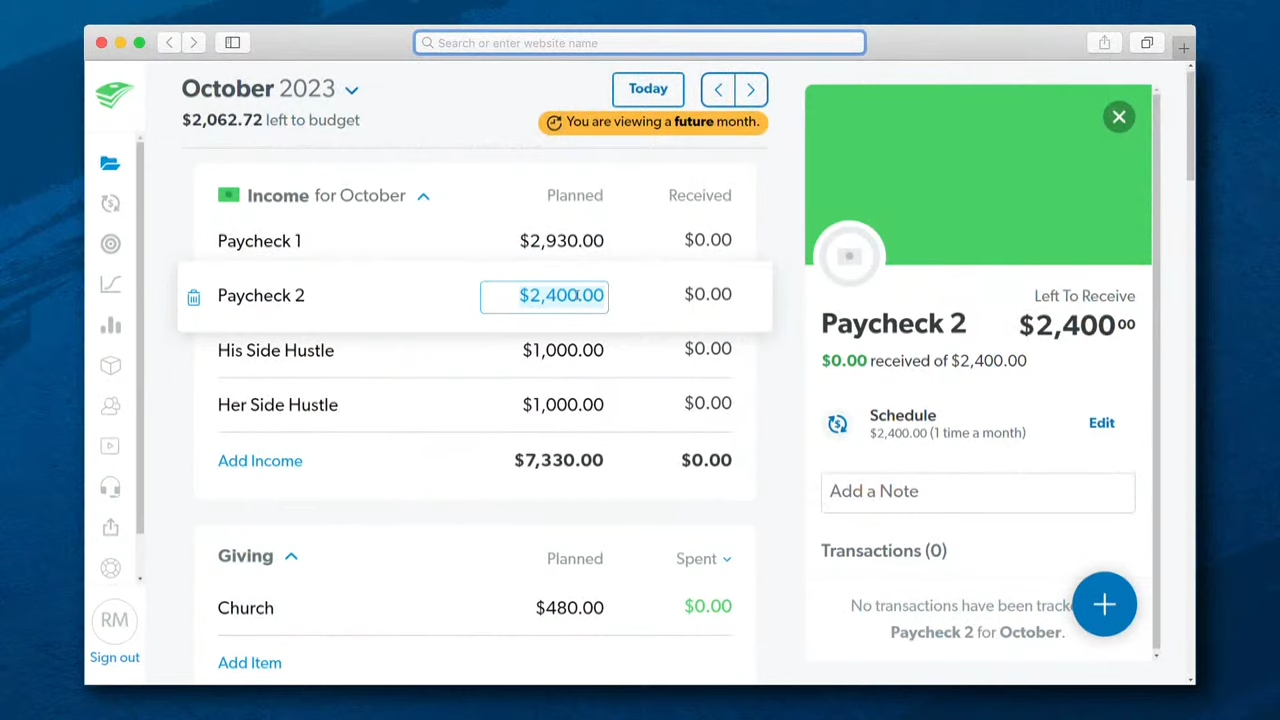 Search or enter website name
October 2023
$2,062.72 left to budget
Today
You are viewing a future month.
Income for October Planned Received
Paycheck 1 $2,930.00 $0.00
Paycheck 2 $2,400.00 $0.00
His Side Hustle $1,000.00 $0.00
Her Side Hustle $1,000.00 $0.00
Add Income $7,330.00 $0.00
Giving Planned Spent
Church $480.00 $0.00
Add Item
RM
Sign out
Left To Receive
Paycheck 2 $2,400 00
$0.00 received of $2,400.00
Schedule
$2,400.00 (1 time a month)
Edit
Add a Note
Transactions (0)
+
No transactions have been tracke
Paycheck 2 for October.